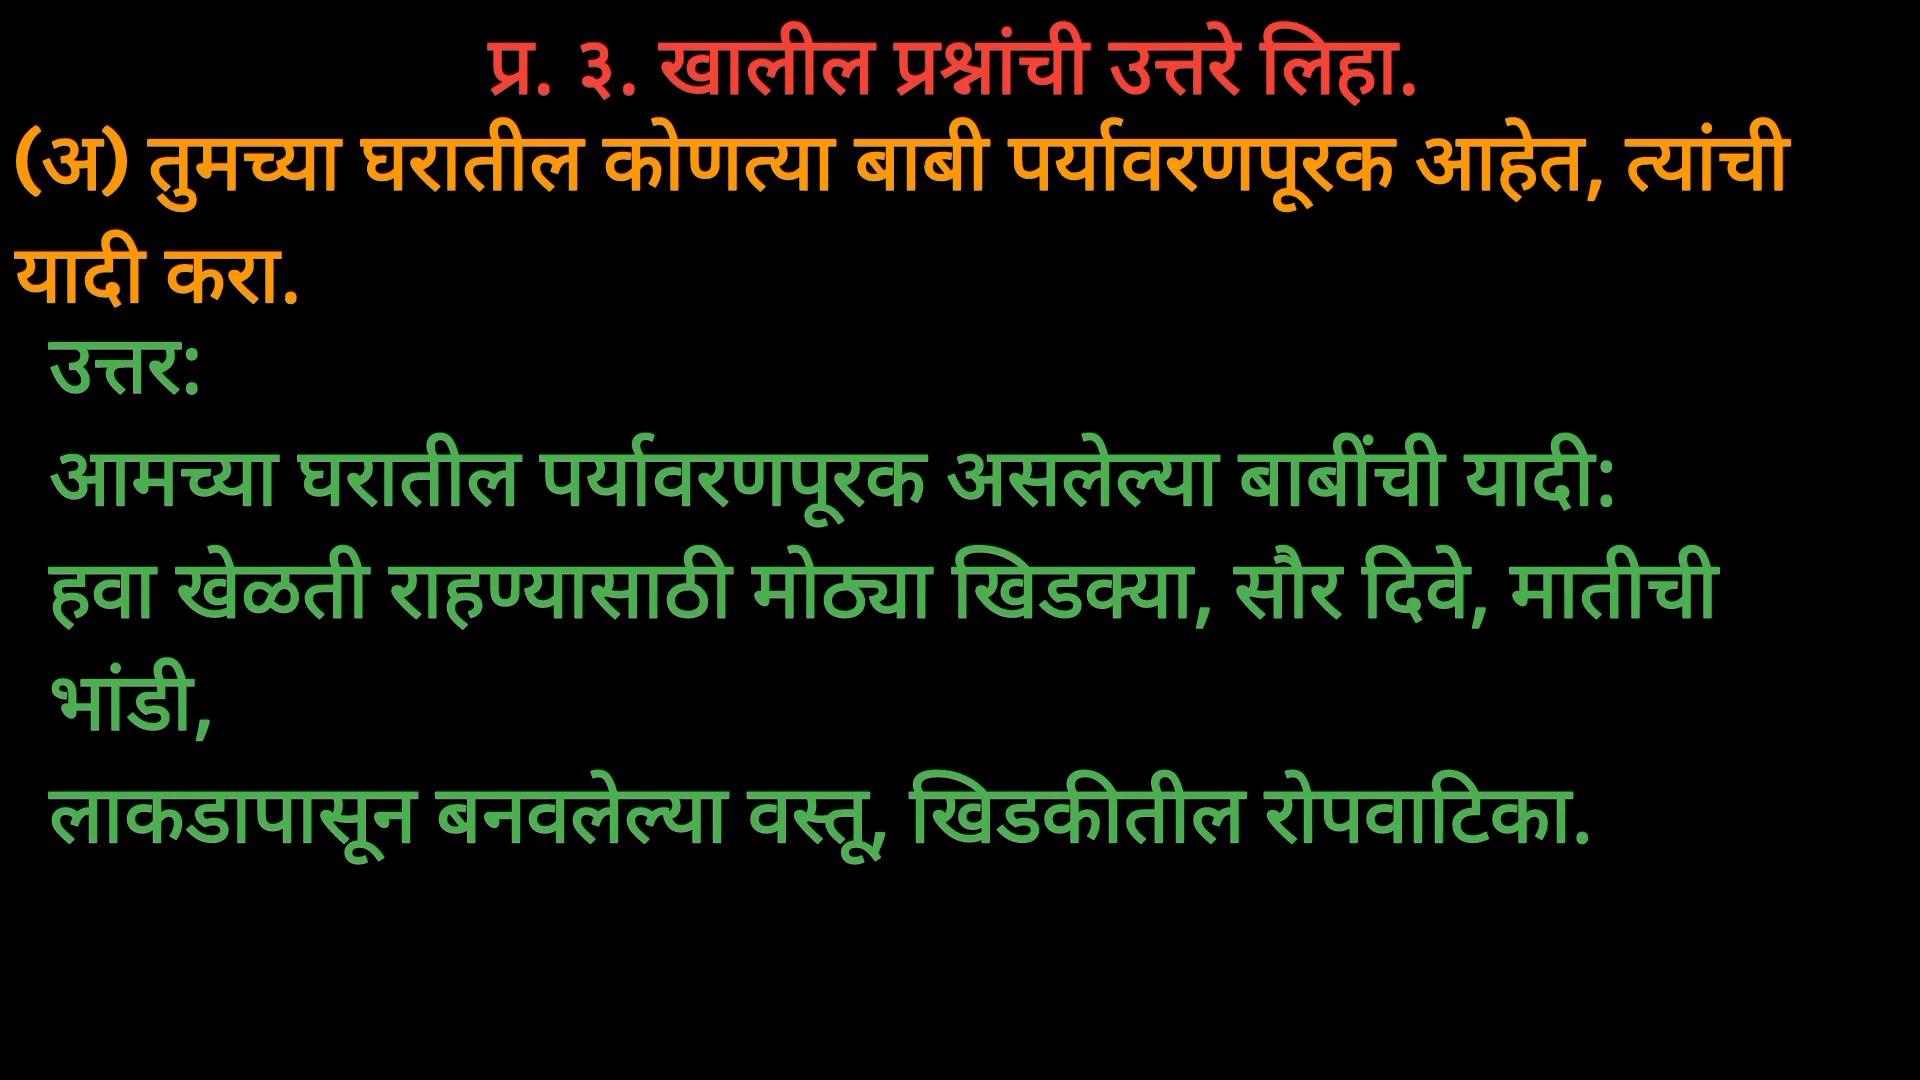 प्र. ३. खालील प्रश्नांची उत्तरे लिहा.
(अ) तुमच्या घरातील कोणत्या बाबी पर्यावरणपूरक आहेत, त्यांची
यादी करा.
उत्तर:
आमच्या घरातील पर्यावरणपूरक असलेल्या बाबींची यादी:
हवा खेळती राहण्यासाठी मोठ्या खिडक्या, सौर दिवे, मातीची
भांडी,
लाकडापासून बनवलेल्या वस्तू, खिडकीतील रोपवाटिका.